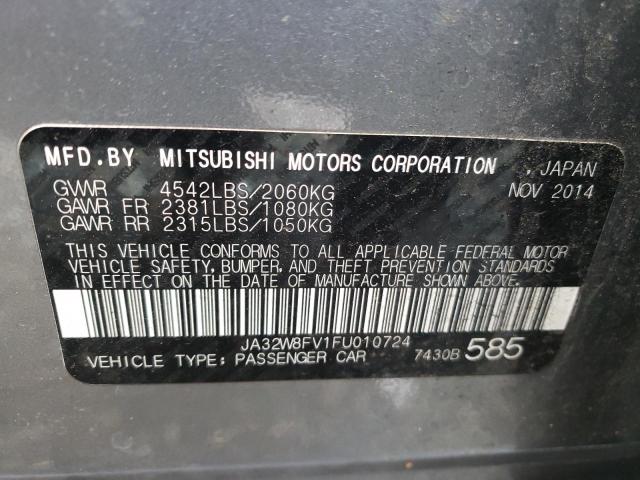 MFD.BY MITSUBISHI MOTORS CORPORATION , JAPAN
GVWR 4542LBS/2060KG NOV 2014
GAWR FR 2381LBS/1080KG
GAWR RR 2315LBS/1050KG
THIS VEHICLE CONFORMS TO ALL APPLICABLE FEDERAL MOTOR
VEHICLE SAFETY, BUMPER, AND THEFT PREVENTION STANDARDS
IN EFFECT ON THE DATE OF MANUFACTURE SHOWN ABOVE.
JA32W8FV1FU010724
VEHICLE TYPE: PASSENGER CAR 7430B 585